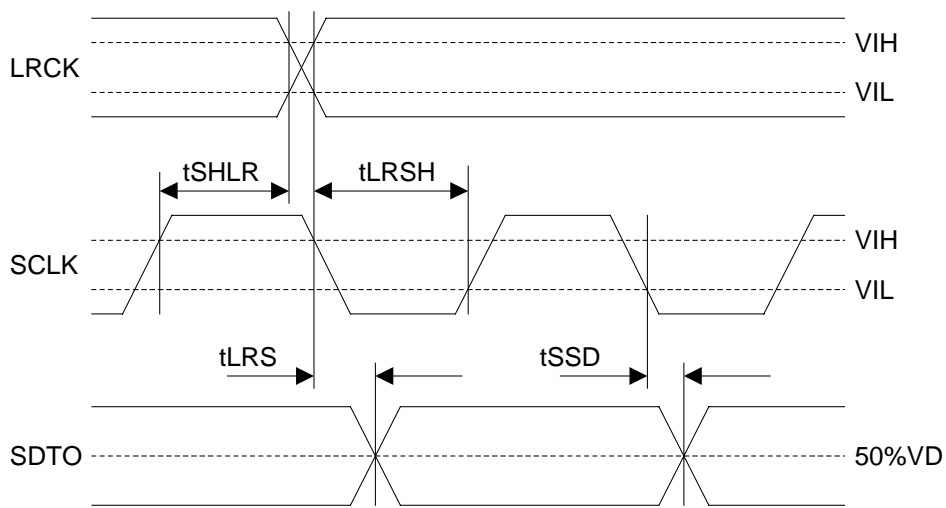 VIH
LRCK
VIL
tSHLR tLRSH
VIH
SCLK
VIL
tLRS tSSD
SDTO 50%VD